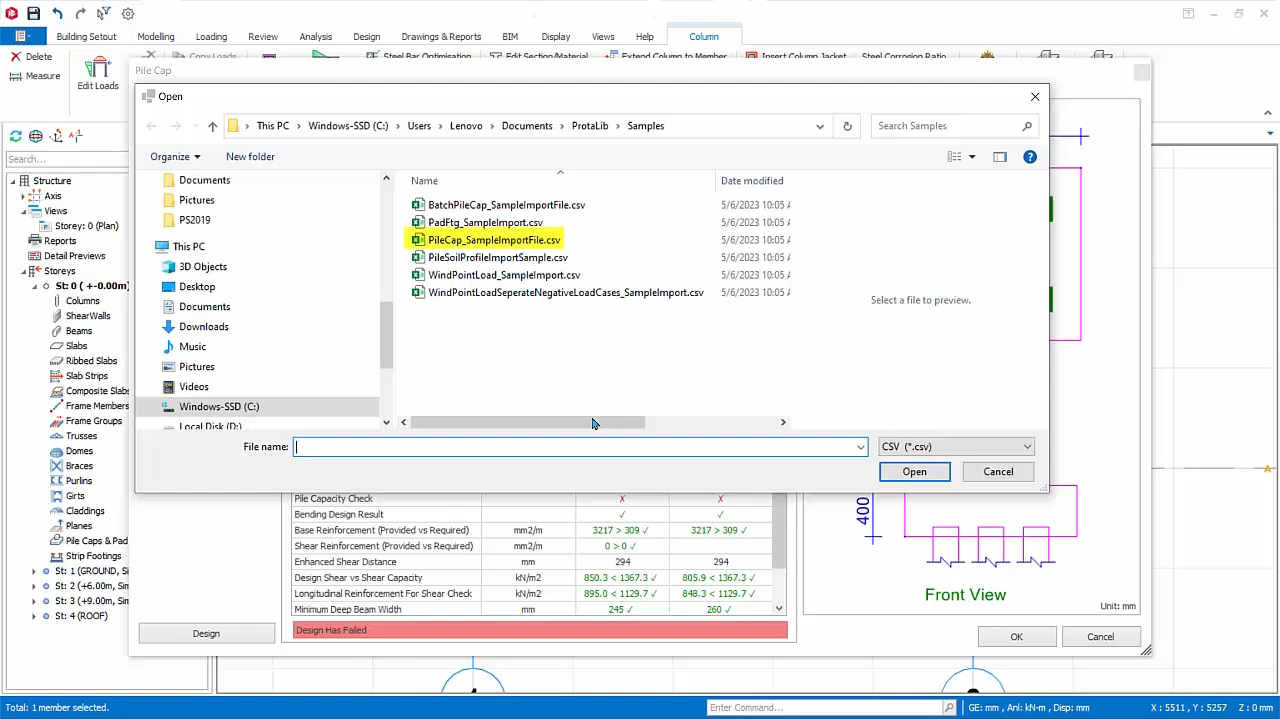 Building Setout Modelling Loading Review Analysis Design Drawings & Reports BIM Display Views Help Column
Delete Copy Loads Steel Bar Optimisation Edit Section/Material Extend Column to Member Insert Column Jacket Steel Corrosion Ratio
Measure
Edit Loads
Pile Cap
Open
This PC Windows-SSD (C:) Users Lenovo Documents ProtaLib Samples
Search Samples
Organize New folder
Search...
Structure
Axis
Views
Storey: 0 (Plan)
Reports
Detail Previews
Storeys
St: 0 ( +-0.00m)
Columns
ShearWalls
Beams
Slabs
Ribbed Slabs
Slab Strips
Composite Slabs
Frame Members
Frame Groups
Trusses
Domes
Braces
Purlins
Girts
Claddings
Planes
Pile Caps & Pad
Strip Footings
St: 1 (GROUND, Sim
St: 2 (+6.00m, Sim
St: 3 (+9.00m, Sim
St: 4 (ROOF)
Documents
Pictures
PS2019
This PC
3D Objects
Desktop
Documents
Downloads
Music
Pictures
Videos
Windows-SSD (C:)
Local Disk (D:)
Name Date modified
BatchPileCap_SampleImportFile.csv 5/6/2023 10:05 A
PadFtg_SampleImport.csv 5/6/2023 10:05 A
PileCap_SampleImportFile.csv 5/6/2023 10:05 A
PileSoilProfileImportSample.csv 5/6/2023 10:05 A
WindPointLoad_SampleImport.csv 5/6/2023 10:05 A
WindPointLoadSeperateNegativeLoadCases_SampleImport.csv 5/6/2023 10:05 A
Select a file to preview.
File name: CSV (*.csv)
Open Cancel
Pile Capacity Check ✗ ✗
Bending Design Result ✓ ✓
Base Reinforcement (Provided vs Required) mm2/m 3217 > 309 ✓ 3217 > 309 ✓
Shear Reinforcement (Provided vs Required) mm2/m 0 > 0 ✓
Enhanced Shear Distance mm 294 294
Design Shear vs Shear Capacity kN/m2 850.3 < 1367.3 ✓ 805.9 < 1367.3 ✓
Longitudinal Reinforcement For Shear Check kN/m2 895.0 < 1129.7 ✓ 848.3 < 1129.7 ✓
Minimum Deep Beam Width mm 245 ✓ 260 ✓
Design Has Failed
Design
400
Front View
Unit: mm
OK Cancel
A
Total: 1 member selected. Enter Command... GE: mm , Anl: kN-m , Disp: mm X : 5511 , Y : 5257 Z : 0 mm